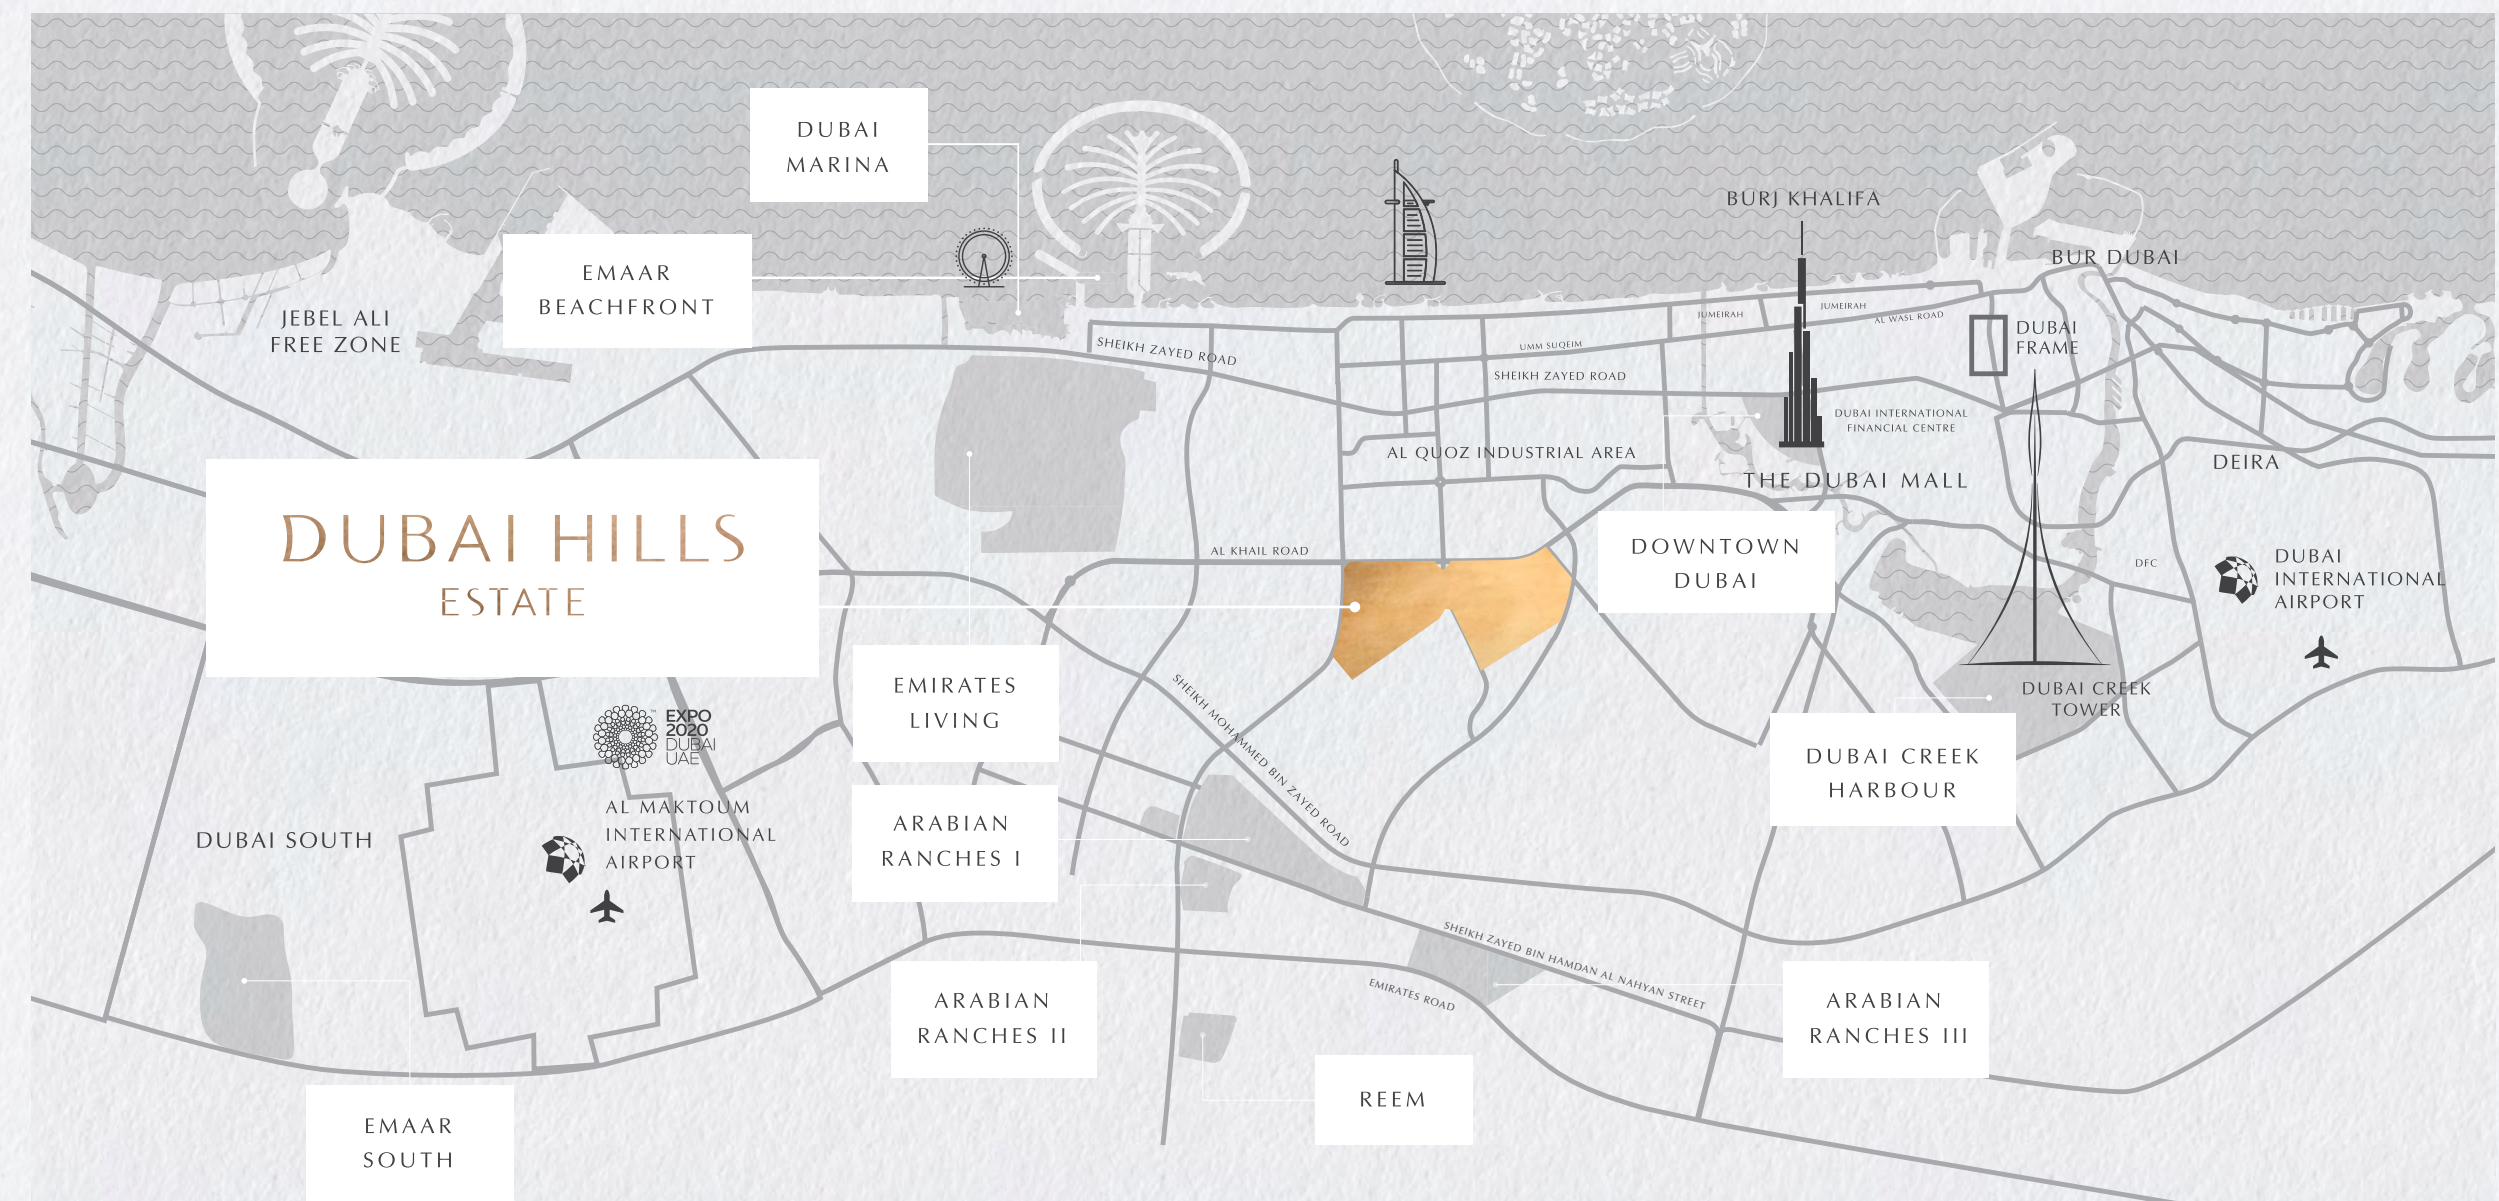 DUBAI
MARINA
BURJ KHALIFA
BUR DUBAI
EMAAR
BEACHFRONT
JEBEL ALI
FREE ZONE
JUMEIRAH
JUMEIRAH
AL WASL ROAD
DUBAI
FRAME
SHEIKH ZAYED ROAD
UMM SUQEIM
SHEIKH ZAYED ROAD
DUBAI INTERNATIONAL
FINANCIAL CENTRE
AL QUOZ INDUSTRIAL AREA
DEIRA
THE DUBAI MALL
DUBAI HILLS
ESTATE
AL KHAIL ROAD
DOWNTOWN
DUBAI
DFC
DUBAI
INTERNATIONAL
AIRPORT
EMIRATES
LIVING
SHEIKH MOHAMMED BIN ZAYED ROAD
DUBAI CREEK
TOWER
EXPO
2020
DUBAI
UAE
TM
DUBAI CREEK
HARBOUR
AL MAKTOUM
INTERNATIONAL
AIRPORT
DUBAI SOUTH
ARABIAN
RANCHES I
SHEIKH ZAYED BIN HAMDAN AL NAHYAN STREET
EMIRATES ROAD
ARABIAN
RANCHES II
ARABIAN
RANCHES III
REEM
EMAAR
SOUTH